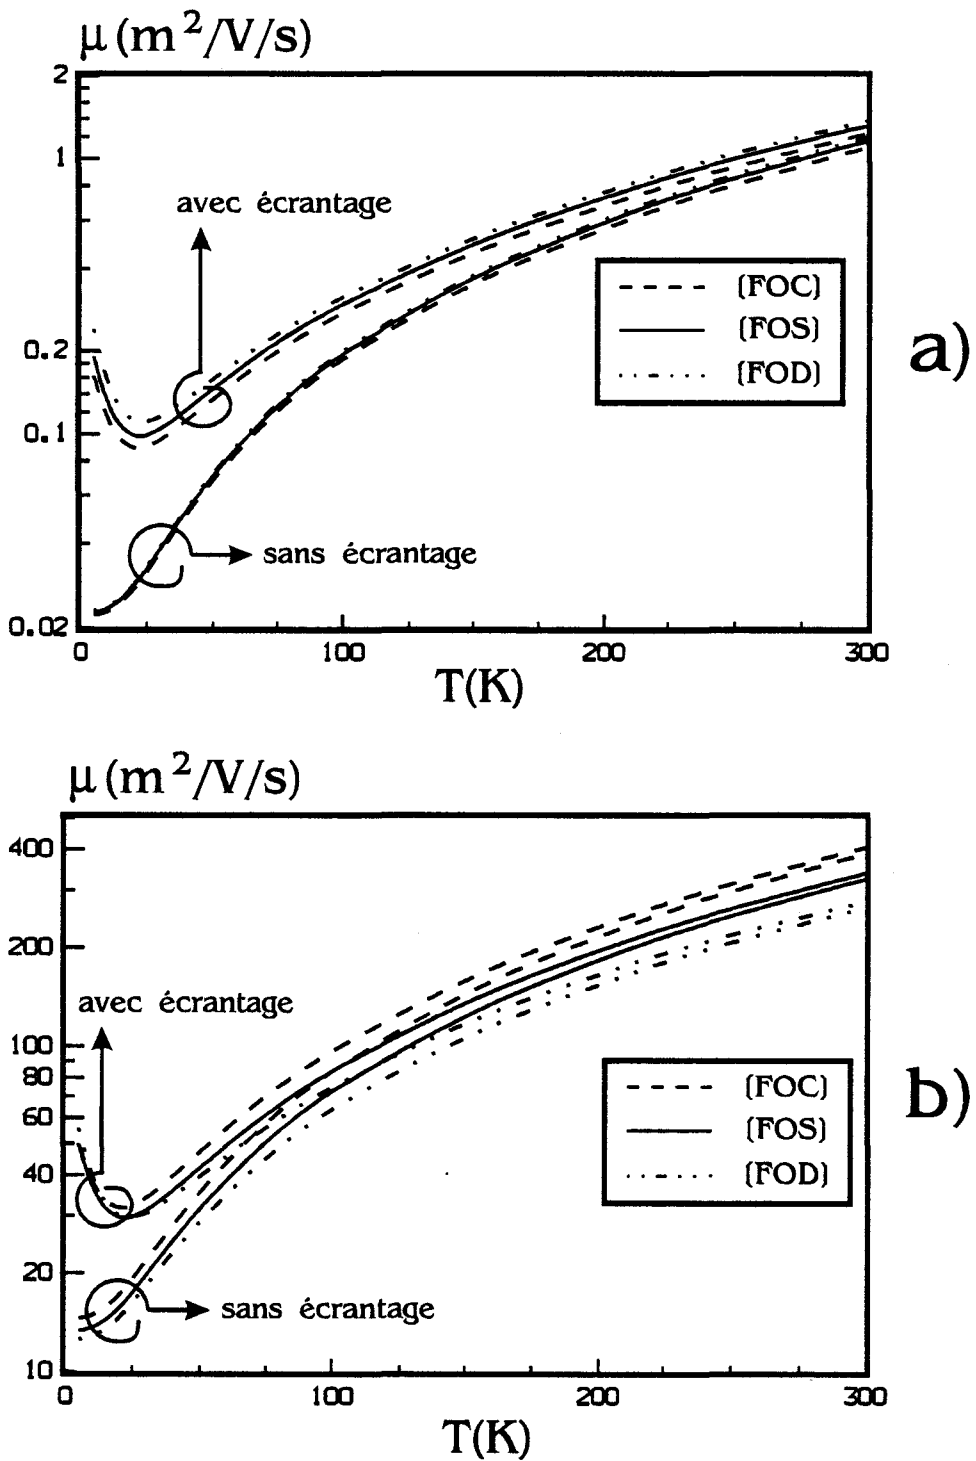 μ (m²/V/s)
2
1
avec écrantage
(FOC)
(FOS)
(FOD)
a)
0.2
0.1
sans écrantage
0.02
0 100 200 300
T(K)
μ (m²/V/s)
400
200
avec écrantage
100
80
60
(FOC)
(FOS)
(FOD)
b)
40
20
sans écrantage
10
0 100 200 300
T(K)